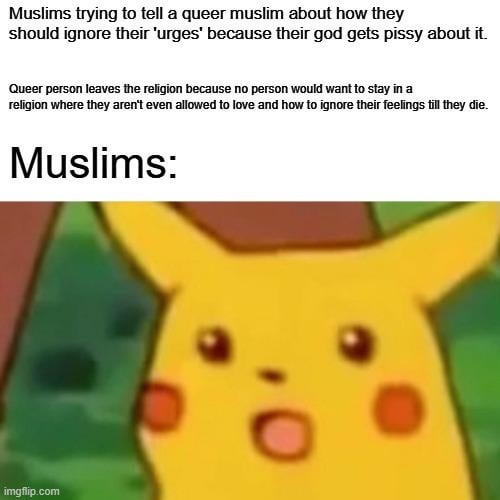 Muslims trying to tell a queer muslim about how they
should ignore their 'urges' because their god gets pissy about it.
Queer person leaves the religion because no person would want to stay in a
religion where they aren't even allowed to love and how to ignore their feelings till they die.
Muslims:
imgflip.com